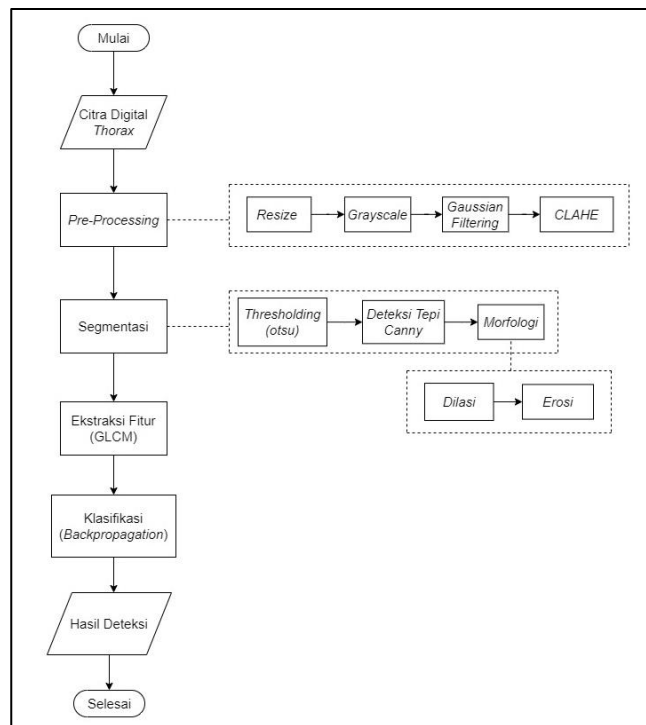 Mulai
Citra Digital
Thorax
Pre-Processing
Resize
Grayscale
Gaussian
Filtering
CLAHE
Segmentasi
Thresholding
(otsu)
Deteksi Tepi
Canny
Morfologi
Dilasi
Erosi
Ekstraksi Fitur
(GLCM)
Klasifikasi
(Backpropagation)
Hasil Deteksi
Selesai